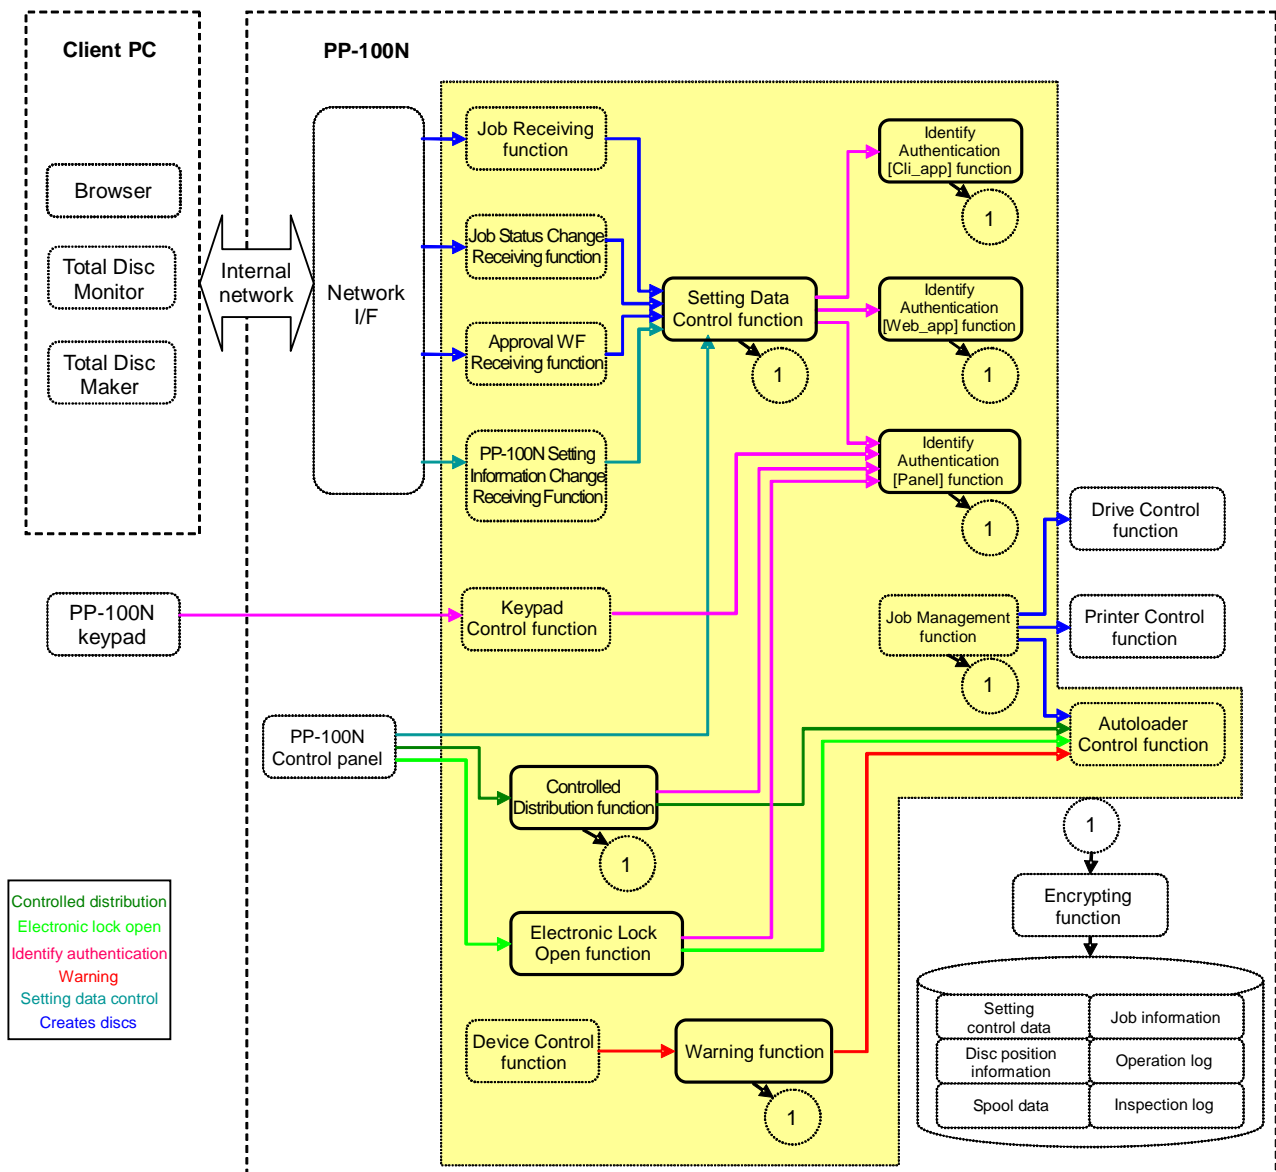 Client PC
PP-100N
Browser
Total Disc
Monitor
Total Disc
Maker
Internal
network
Network
I/F
Job Receiving
function
Job Status Change
Receiving function
Approval WF
Receiving function
PP-100N Setting
Information Change
Receiving Function
Setting Data
Control function
1
Identify
Authentication
[Cli_app] function
1
Identify
Authentication
[Web_app] function
1
Identify
Authentication
[Panel] function
1
Drive Control
function
PP-100N
keypad
Keypad
Control function
Job Management
function
1
Printer Control
function
PP-100N
Control panel
Autoloader
Control function
Controlled
Distribution function
1
1
Encrypting
function
Electronic Lock
Open function
Controlled distribution
Electronic lock open
Identify authentication
Warning
Setting data control
Creates discs
Device Control
function
Warning function
1
Setting
control data
Job information
Disc position
information
Operation log
Spool data
Inspection log